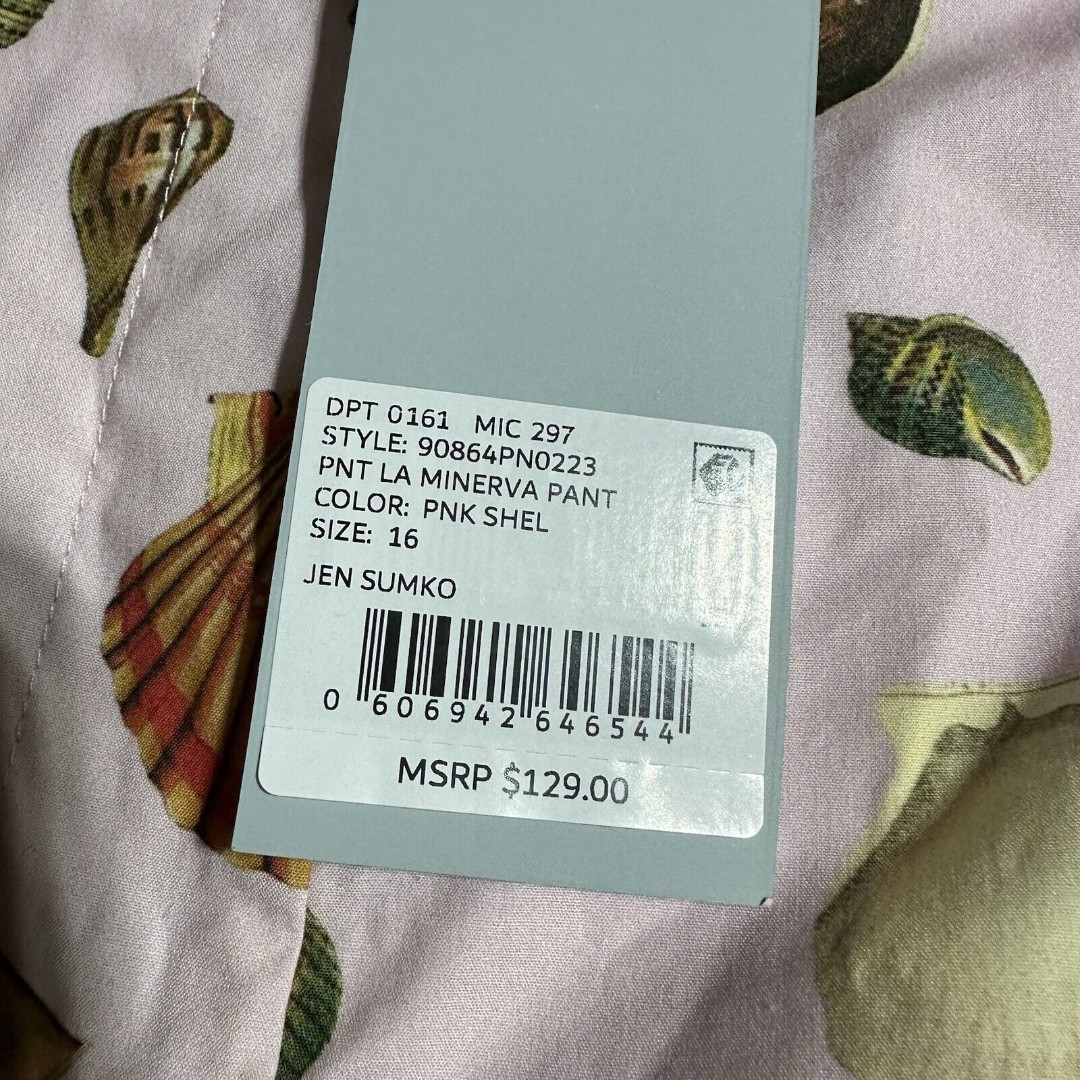 DPT 0161 MIC 297
STYLE: 90864PN0223
PNT LA MINERVA PANT
COLOR: PNK SHEL
SIZE: 16
JEN SUMKO
0 606942 646544
MSRP $129.00